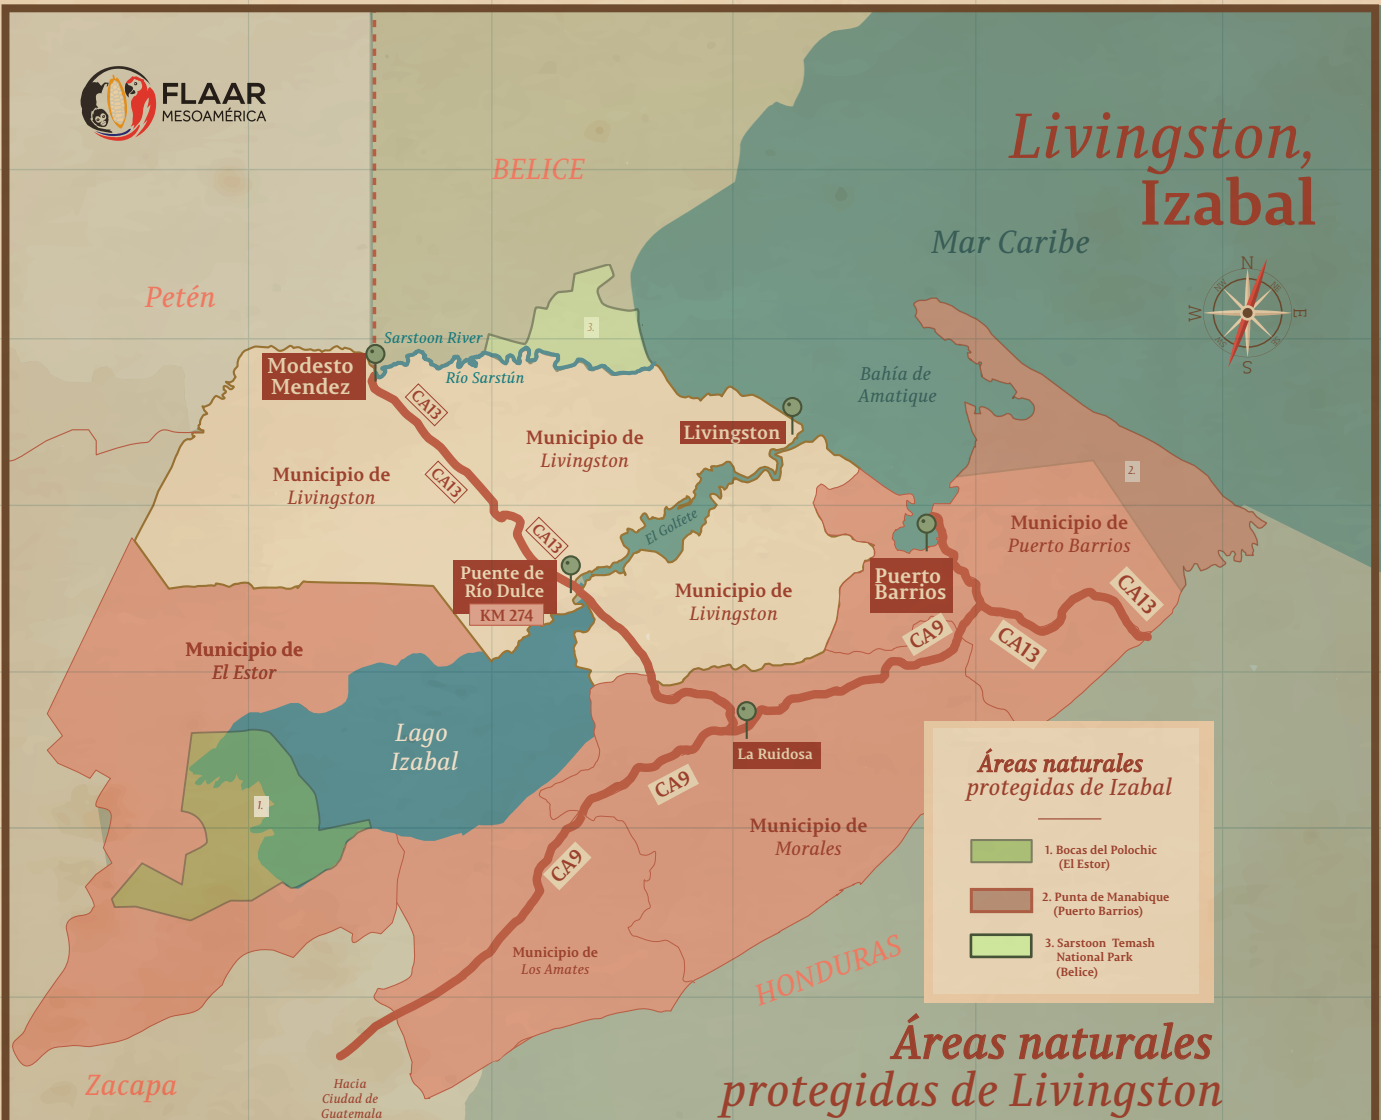 FLAAR
MESOAMÉRICA
Livingston,
Izabal
BELICE
Mar Caribe
Petén
N
NE
E
SE
S
SW
W
NW
3.
Sarstoon River
Río Sarstún
Modesto
Mendez
Bahía de
Amatique
CA13
Livingston
Municipio de
Livingston
Municipio de
Livingston
CA13
2.
CA13
El Golfete
Municipio de
Puerto Barrios
Puente de
Río Dulce
KM 274
Municipio de
Livingston
Puerto
Barrios
CA13
CA9
CA13
Municipio de
El Estor
Lago
Izabal
La Ruidosa
1.
CA9
Municipio de
Morales
CA9
Áreas naturales
protegidas de Izabal
1. Bocas del Polochic
(El Estor)
2. Punta de Manabique
(Puerto Barrios)
3. Sarstoon Temash
National Park
(Belice)
Municipio de
Los Amates
HONDURAS
Zacapa
Hacia
Ciudad de
Guatemala
Áreas naturales
protegidas de Livingston